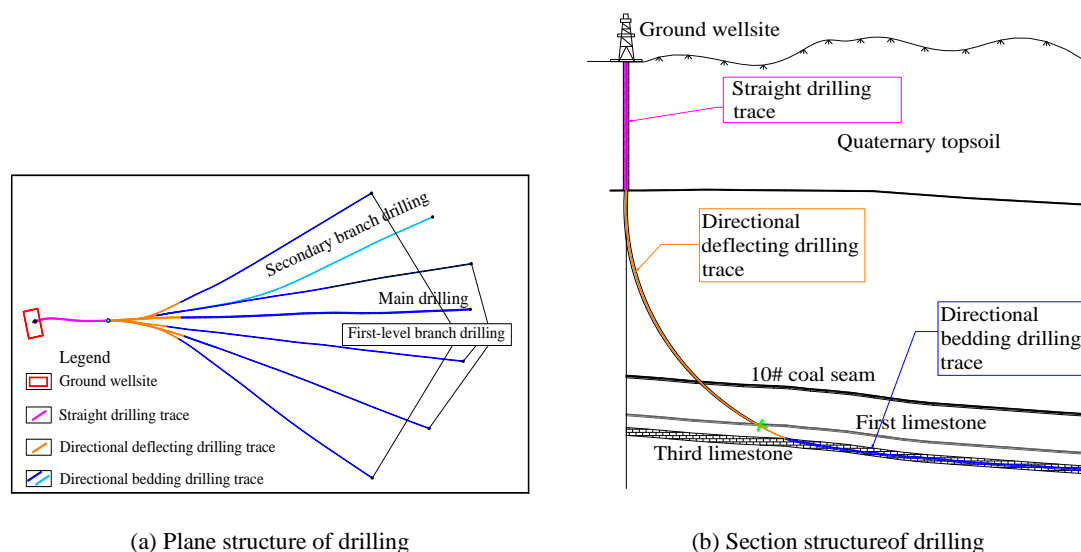 Secondary branch drilling
Main drilling
First-level branch drilling
Legend
Ground wellsite
Straight drilling trace
Directional deflecting drilling trace
Directional bedding drilling trace
(a) Plane structure of drilling
Ground wellsite
Straight drilling
trace
Quaternary topsoil
Directional
deflecting drilling
trace
Directional
bedding drilling
trace
10# coal seam
First limestone
Third limestone
(b) Section structureof drilling